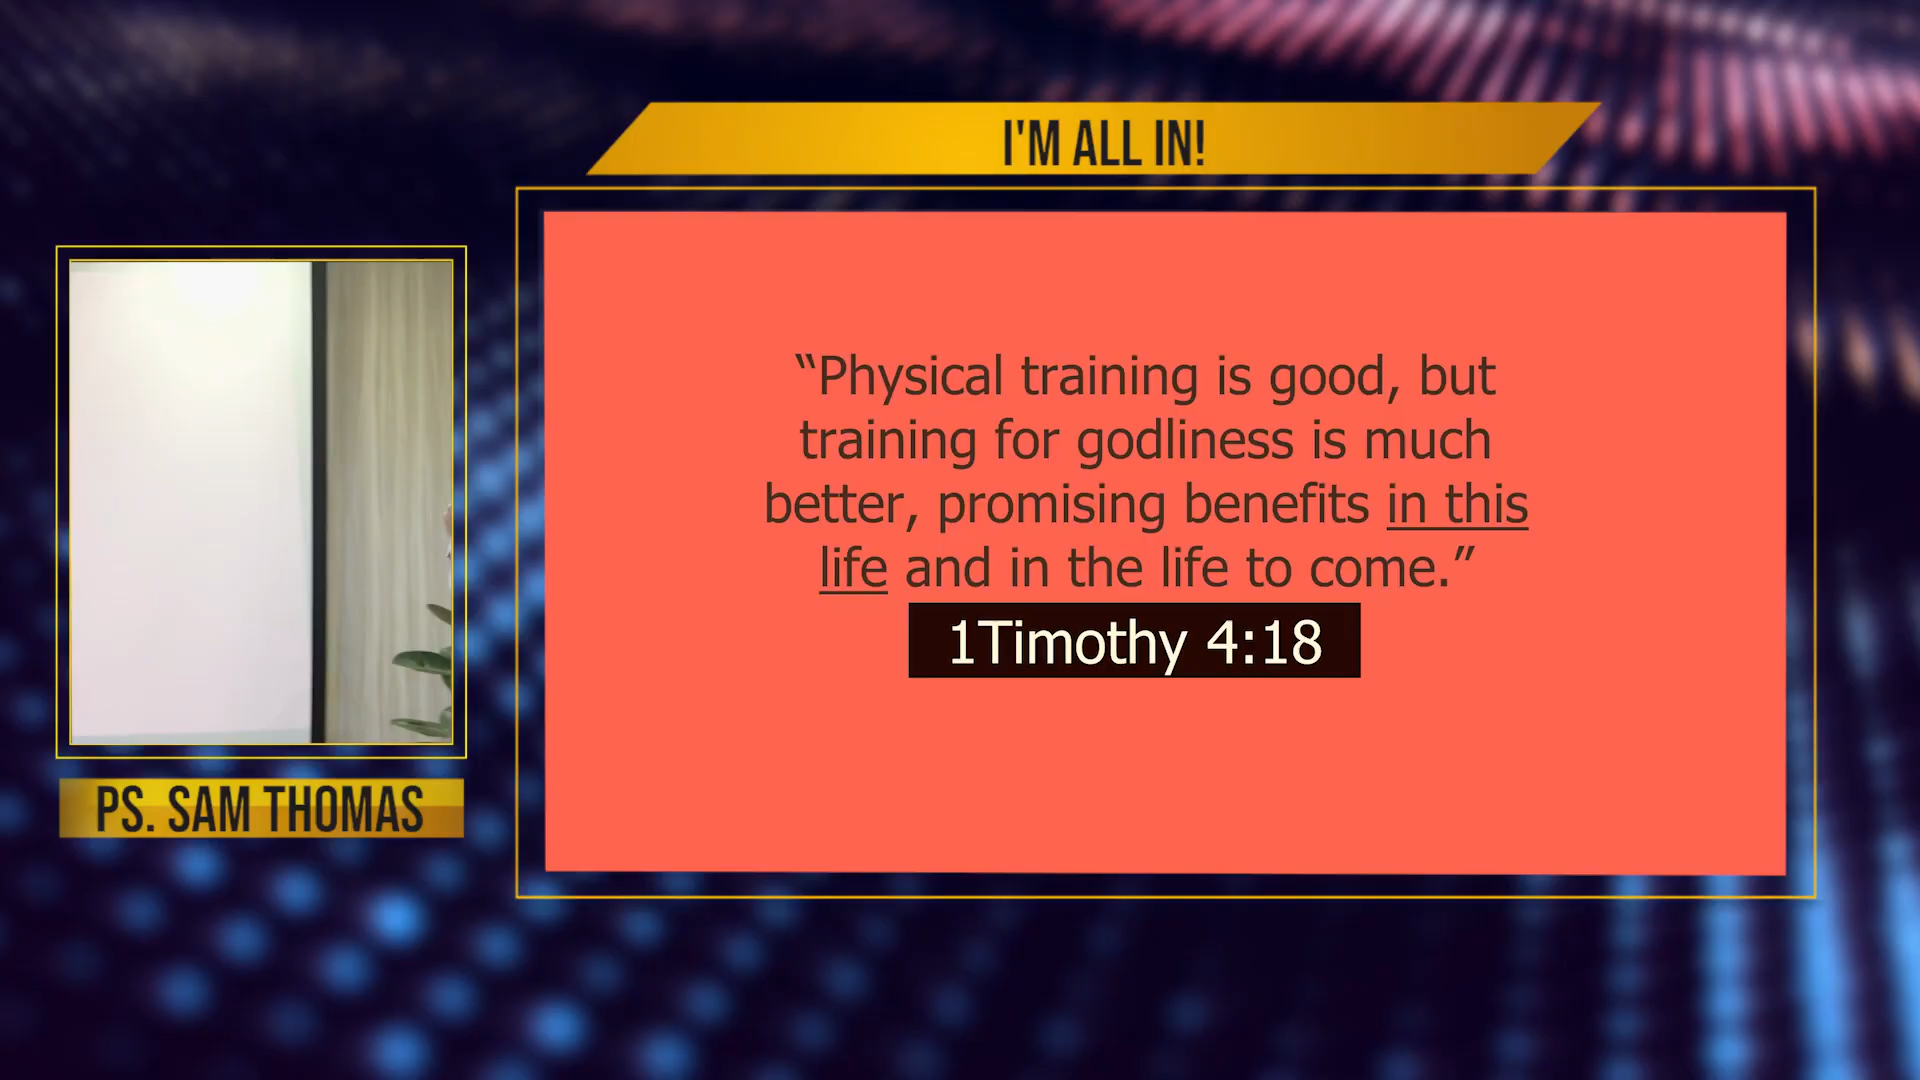 I'M ALL IN!
“Physical training is good, but
training for godliness is much
better, promising benefits in this
life and in the life to come.”
1Timothy 4:18
PS. SAM THOMAS